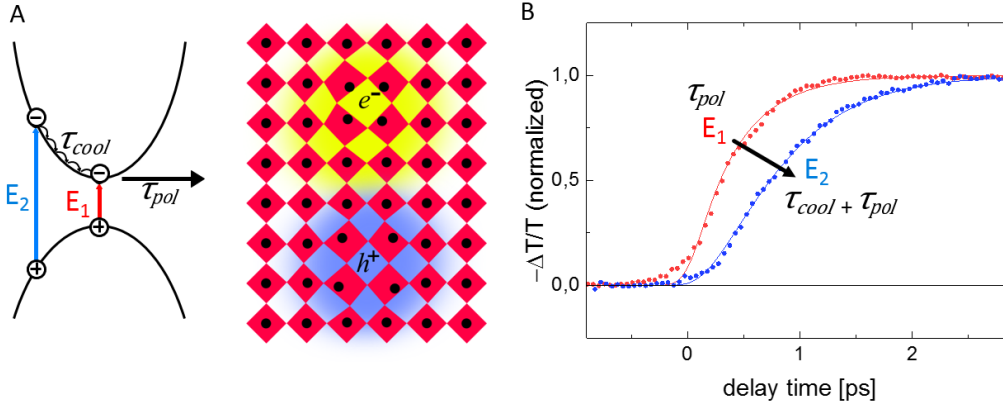 A
−
τcool
−
E2
E1
τpol
+
+
e−
h+
B
−ΔT/T (normalized)
1,0
0,5
0,0
τpol
E1
E2
τcool + τpol
0
1
2
delay time [ps]